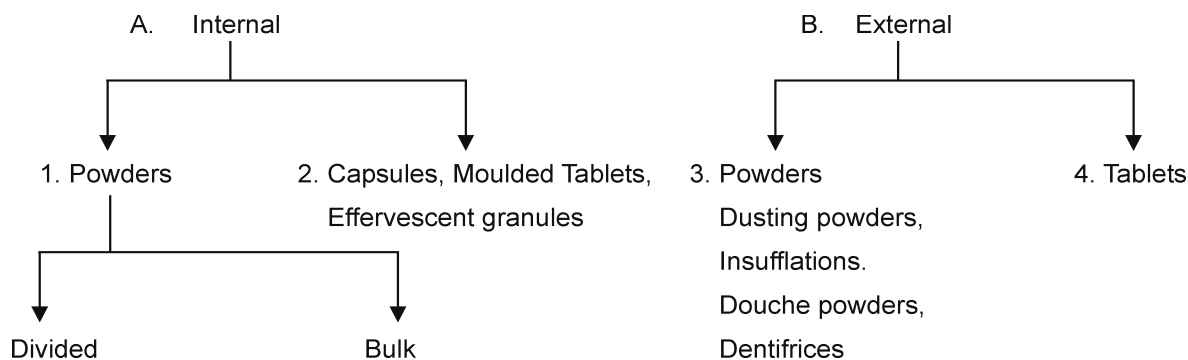 A. Internal
B. External
1. Powders
2. Capsules, Moulded Tablets,
Effervescent granules
3. Powders
Dusting powders,
Insufflations.
Douche powders,
Dentifrices
4. Tablets
Divided
Bulk